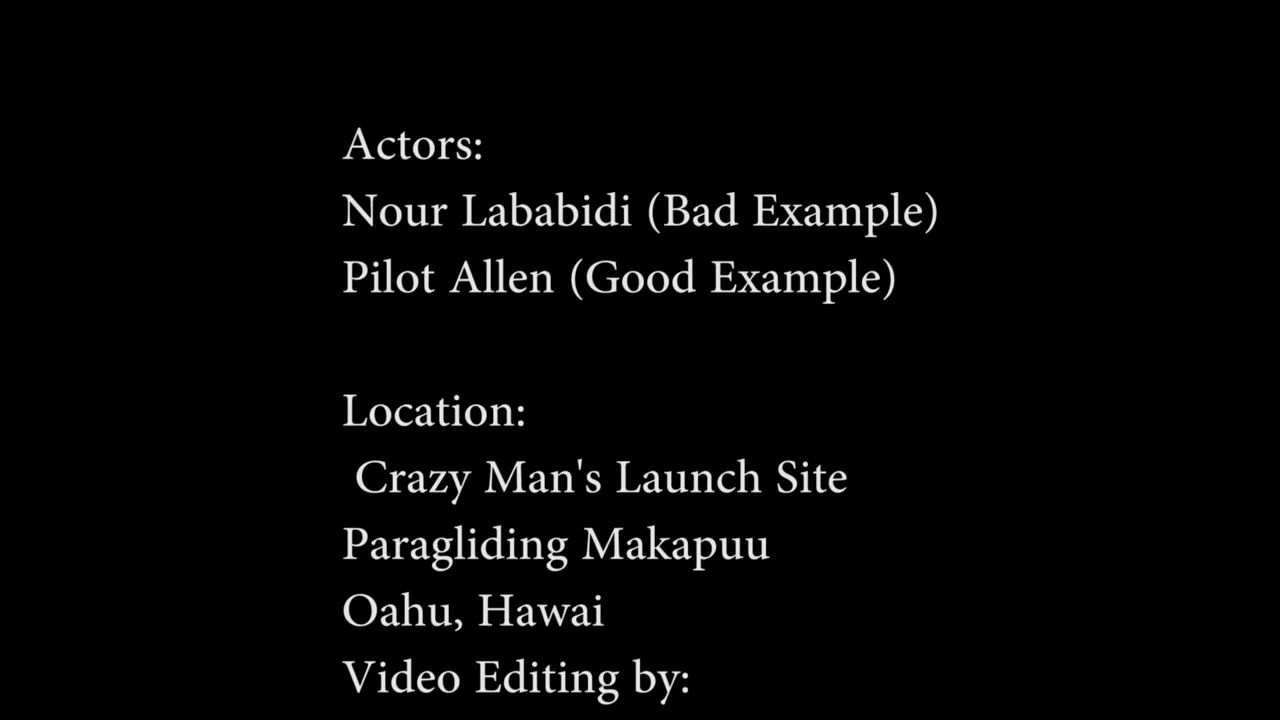 Actors:
Nour Lababidi (Bad Example)
Pilot Allen (Good Example)
Location:
Crazy Man's Launch Site
Paragliding Makapuu
Oahu, Hawai
Video Editing by: